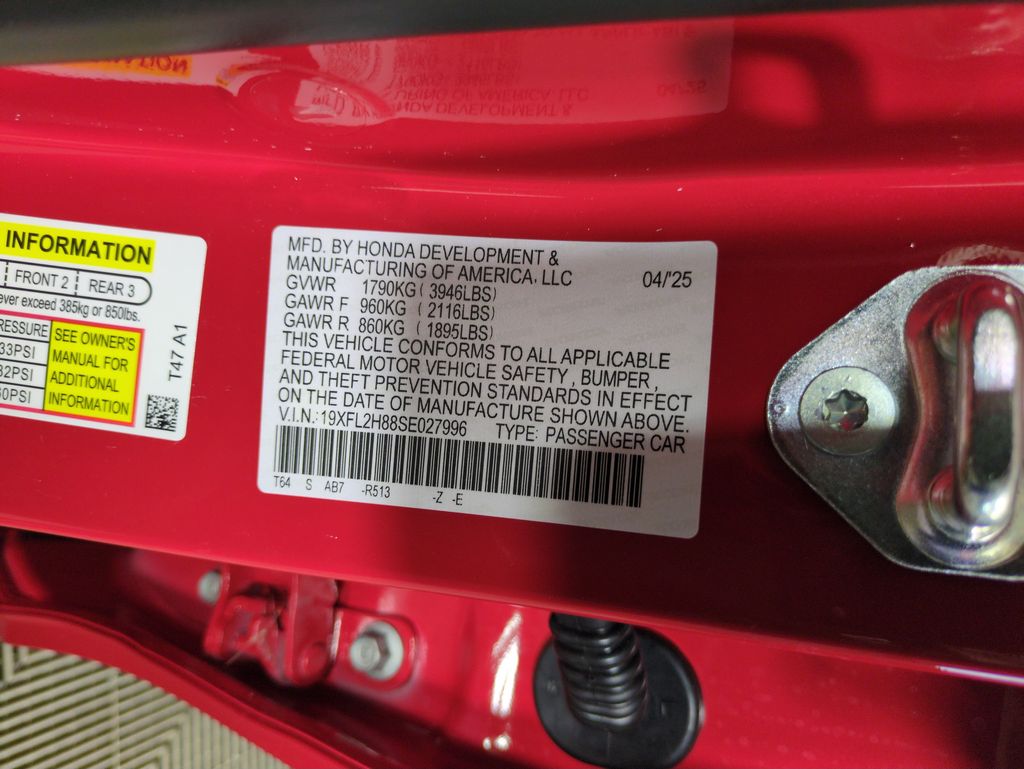 INFORMATION
FRONT 2 REAR 3
ever exceed 385kg or 850lbs.
RESSURE
33PSI
32PSI
60PSI
SEE OWNER'S
MANUAL FOR
ADDITIONAL
INFORMATION
T47 A1
MFD. BY HONDA DEVELOPMENT &
MANUFACTURING OF AMERICA, LLC 04/'25
GVWR 1790KG ( 3946LBS)
GAWR F 960KG ( 2116LBS)
GAWR R 860KG ( 1895LBS)
THIS VEHICLE CONFORMS TO ALL APPLICABLE
FEDERAL MOTOR VEHICLE SAFETY , BUMPER ,
AND THEFT PREVENTION STANDARDS IN EFFECT
ON THE DATE OF MANUFACTURE SHOWN ABOVE.
V.I.N.:19XFL2H88SE027996 TYPE: PASSENGER CAR
T64 S AB7 -R513 -Z -E